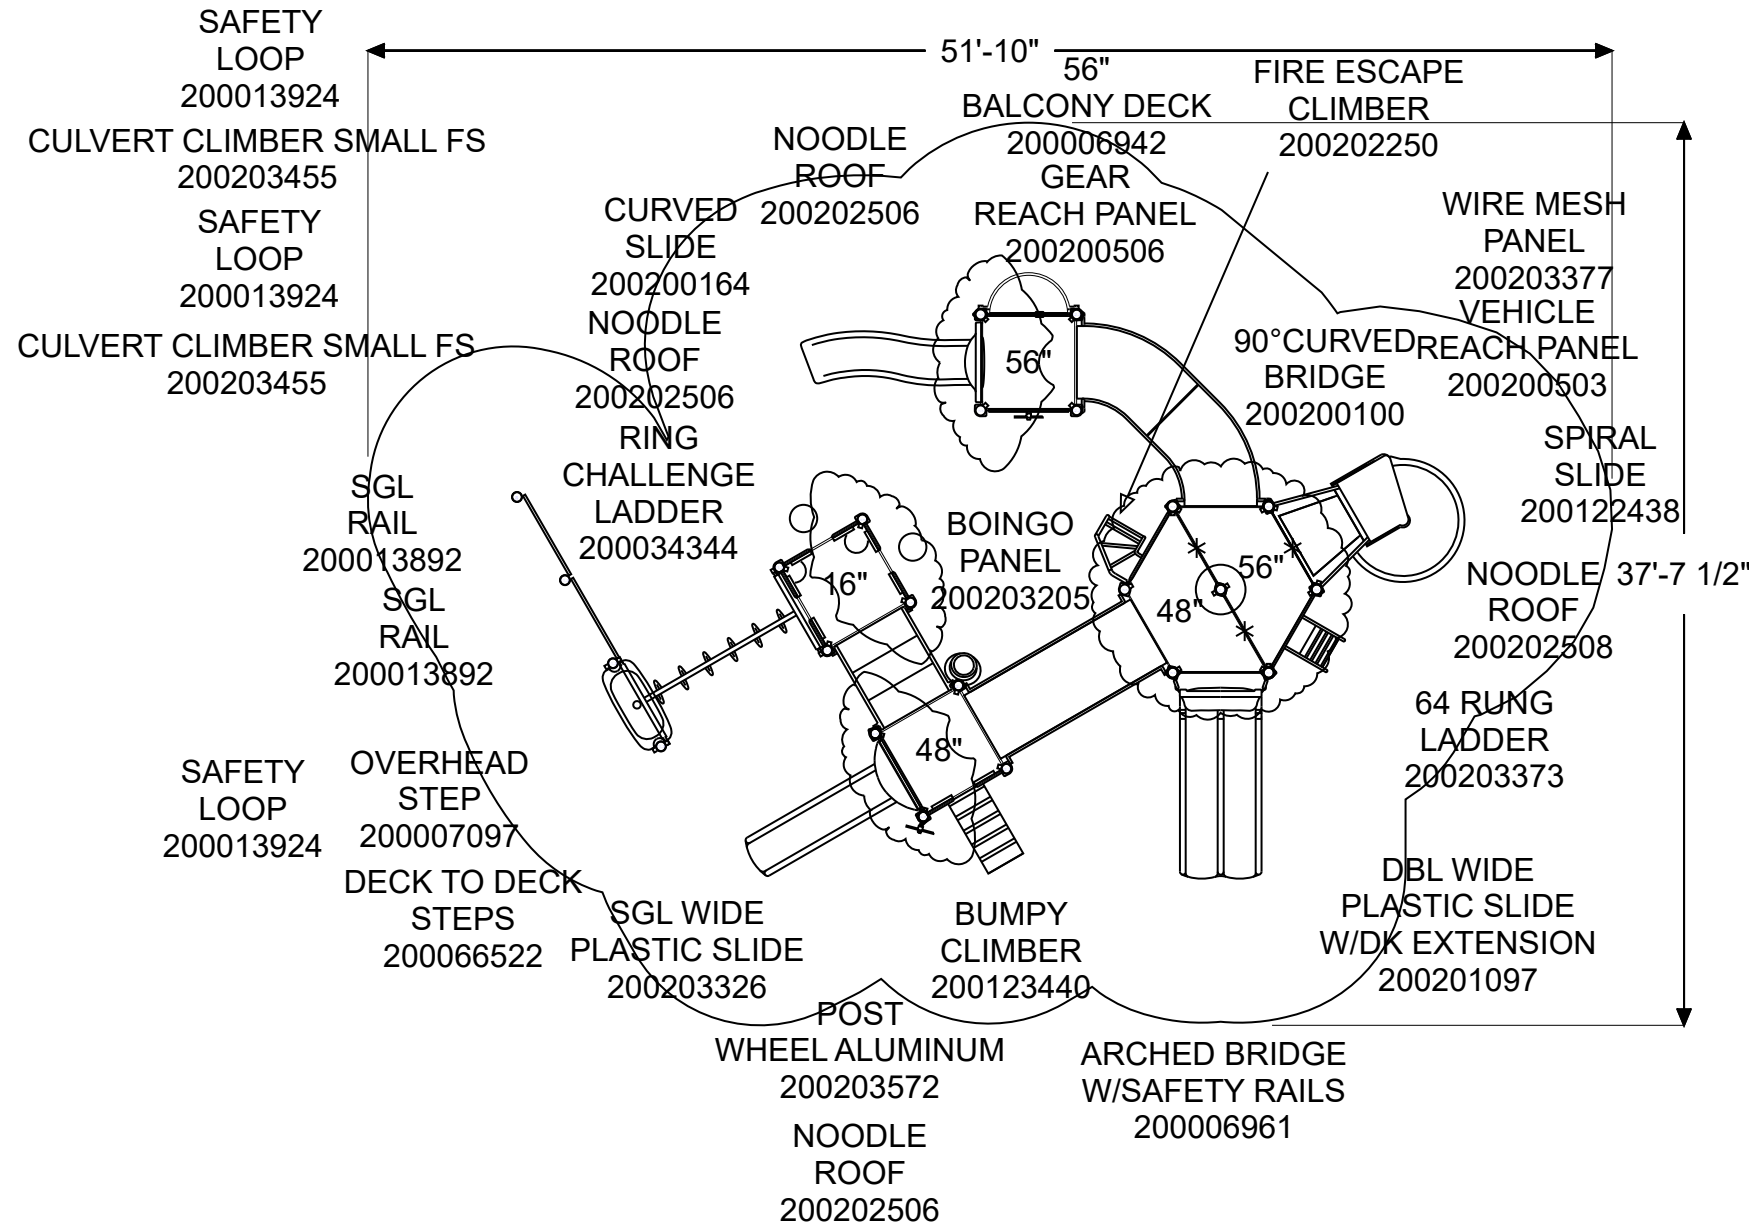 SAFETY
LOOP
200013924
CULVERT CLIMBER SMALL FS
200203455
SAFETY
LOOP
200013924
CULVERT CLIMBER SMALL FS
200203455
51'-10"
56"
BALCONY DECK
200006942
GEAR
REACH PANEL
200200506
FIRE ESCAPE
CLIMBER
200202250
NOODLE
ROOF
200202506
CURVED
SLIDE
200200164
NOODLE
ROOF
200202506
RING
CHALLENGE
LADDER
200034344
WIRE MESH
PANEL
200203377
VEHICLE
REACH PANEL
200200503
90°CURVED
BRIDGE
200200100
SPIRAL
SLIDE
200122438
56"
SGL
RAIL
200013892
SGL
RAIL
200013892
BOINGO
PANEL
200203205
16"
56"
48"
48"
NOODLE
ROOF
200202508
37'-7 1/2"
64 RUNG
LADDER
200203373
SAFETY
LOOP
200013924
OVERHEAD
STEP
200007097
DECK TO DECK
STEPS
200066522
SGL WIDE
PLASTIC SLIDE
200203326
BUMPY
CLIMBER
200123440
DBL WIDE
PLASTIC SLIDE
W/DK EXTENSION
200201097
POST
WHEEL ALUMINUM
200203572
ARCHED BRIDGE
W/SAFETY RAILS
200006961
NOODLE
ROOF
200202506